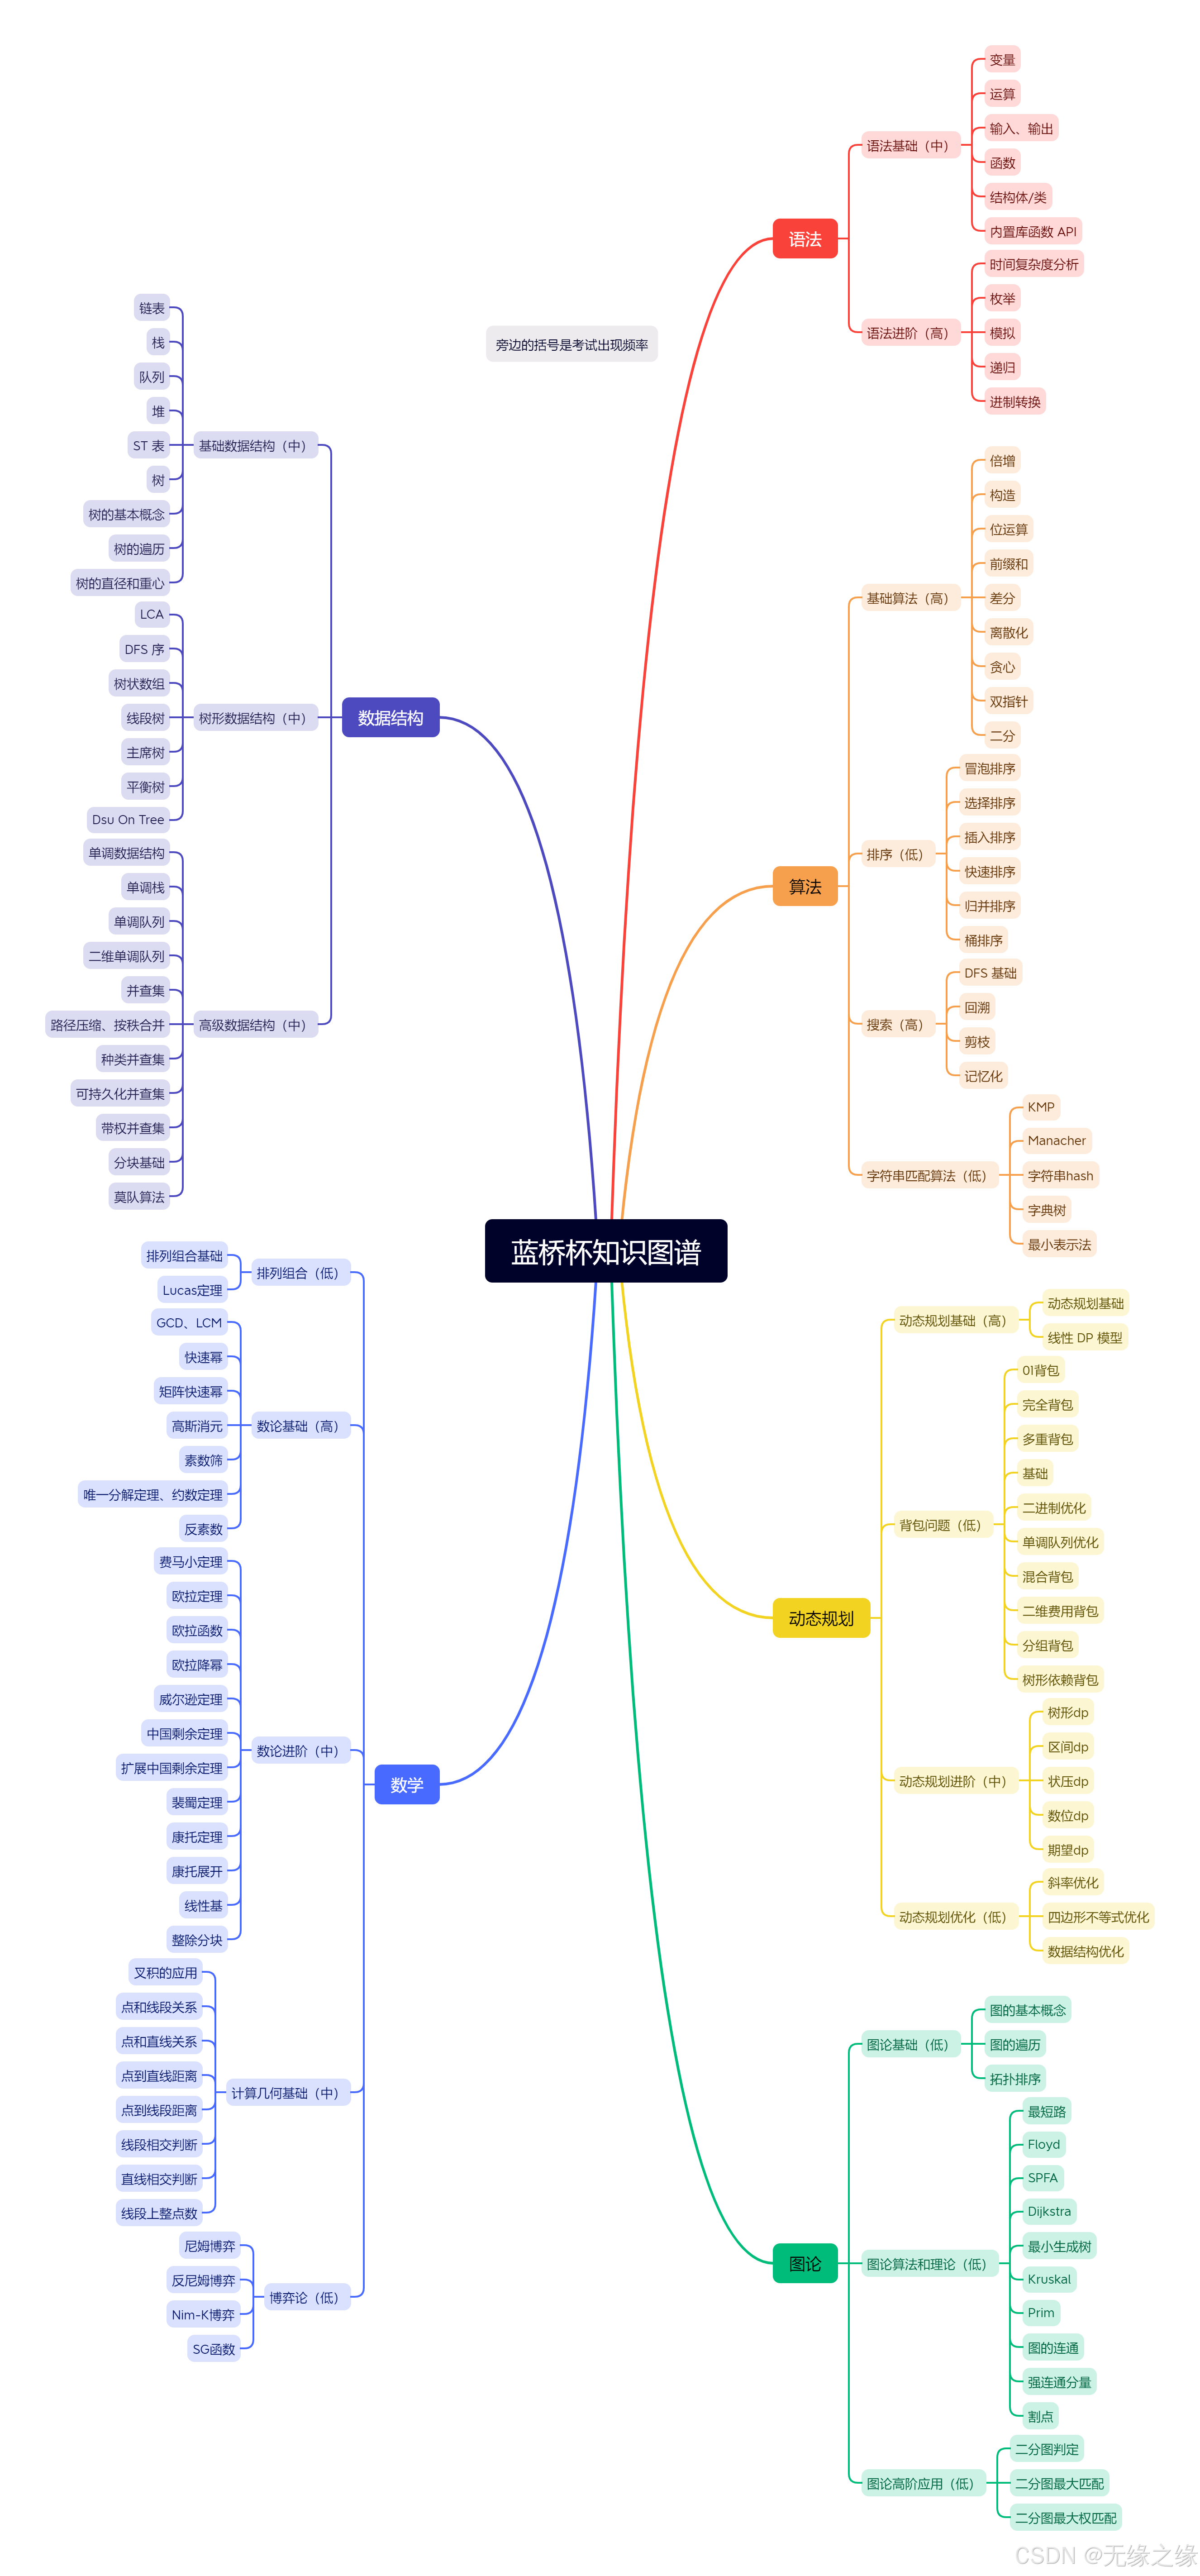 蓝桥杯知识图谱
旁边的括号是考试出现频率
语法
语法基础（中）
变量
运算
输入、输出
函数
结构体/类
内置库函数 API
语法进阶（高）
时间复杂度分析
枚举
模拟
递归
进制转换
算法
基础算法（高）
倍增
构造
位运算
前缀和
差分
离散化
贪心
双指针
二分
排序（低）
冒泡排序
选择排序
插入排序
快速排序
归并排序
桶排序
搜索（高）
DFS 基础
回溯
剪枝
记忆化
字符串匹配算法（低）
KMP
Manacher
字符串hash
字典树
最小表示法
动态规划
动态规划基础（高）
动态规划基础
线性 DP 模型
背包问题（低）
01背包
完全背包
多重背包
基础
二进制优化
单调队列优化
混合背包
二维费用背包
分组背包
树形依赖背包
动态规划进阶（中）
树形dp
区间dp
状压dp
数位dp
期望dp
动态规划优化（低）
斜率优化
四边形不等式优化
数据结构优化
图论
图论基础（低）
图的基本概念
图的遍历
拓扑排序
图论算法和理论（低）
最短路
Floyd
SPFA
Dijkstra
最小生成树
Kruskal
Prim
图的连通
强连通分量
割点
图论高阶应用（低）
二分图判定
二分图最大匹配
二分图最大权匹配
数据结构
基础数据结构（中）
链表
栈
队列
堆
ST 表
树
树的基本概念
树的遍历
树的直径和重心
树形数据结构（中）
LCA
DFS 序
树状数组
线段树
主席树
平衡树
Dsu On Tree
高级数据结构（中）
单调数据结构
单调栈
单调队列
二维单调队列
并查集
路径压缩、按秩合并
种类并查集
可持久化并查集
带权并查集
分块基础
莫队算法
数学
排列组合（低）
排列组合基础
Lucas定理
数论基础（高）
GCD、LCM
快速幂
矩阵快速幂
高斯消元
素数筛
唯一分解定理、约数定理
反素数
数论进阶（中）
费马小定理
欧拉定理
欧拉函数
欧拉降幂
威尔逊定理
中国剩余定理
扩展中国剩余定理
裴蜀定理
康托定理
康托展开
线性基
整除分块
计算几何基础（中）
叉积的应用
点和线段关系
点和直线关系
点到直线距离
点到线段距离
线段相交判断
直线相交判断
线段上整点数
博弈论（低）
尼姆博弈
反尼姆博弈
Nim-K博弈
SG函数
CSDN @无缘之缘